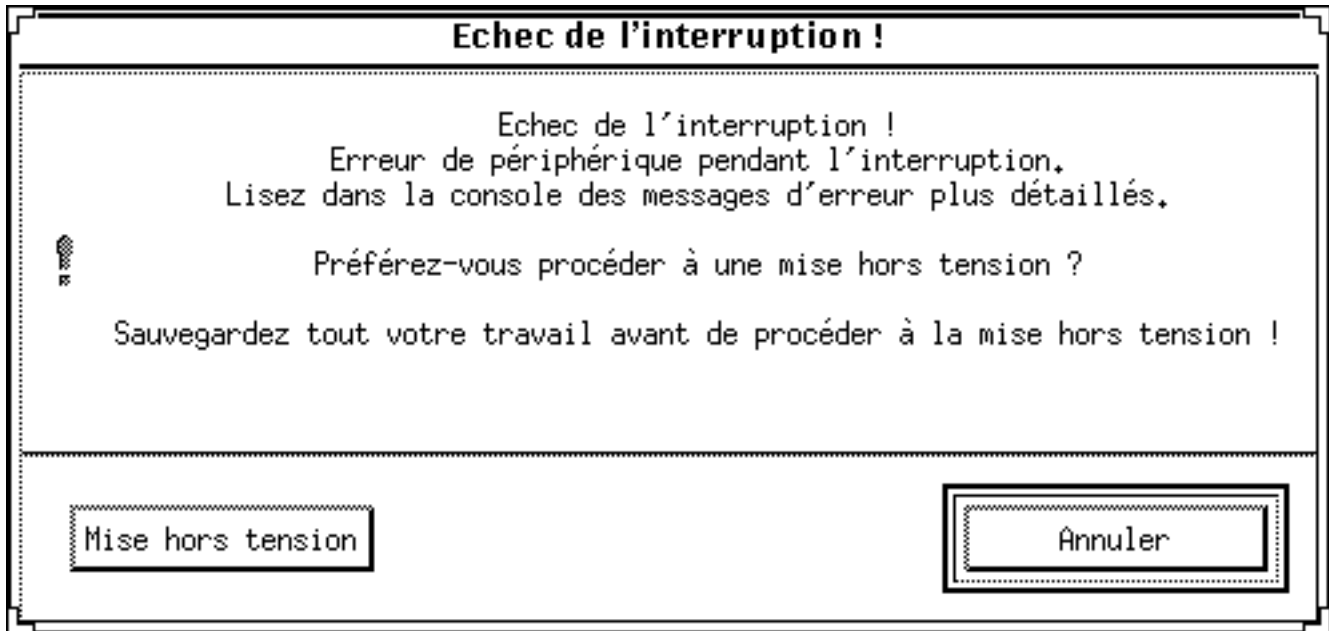 Echec de l'interruption !
Echec de l'interruption !
Erreur de périphérique pendant l'interruption.
Lisez dans la console des messages d'erreur plus détaillés.
Préférez-vous procéder à une mise hors tension ?
Sauvegardez tout votre travail avant de procéder à la mise hors tension !
Mise hors tension
Annuler